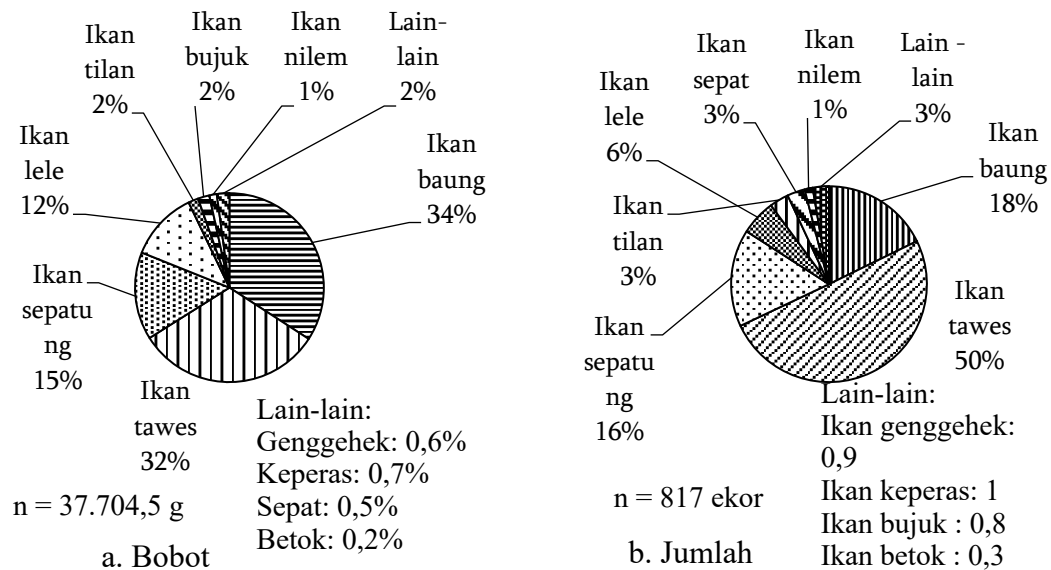 Ikan
tilan
2%
Ikan
bujuk
2%
Ikan
nilem
1%
Lain-
lain
2%
Ikan
baung
34%
Ikan
lele
12%
Ikan
sepatu
ng
15%
Ikan
tawes
32%
Lain-lain:
Genggehek: 0,6%
Keperas: 0,7%
Sepat: 0,5%
Betok: 0,2%
n = 37.704,5 g
a. Bobot
Ikan
lele
6%
Ikan
sepat
3%
Ikan
nilem
1%
Lain -
lain
3%
Ikan
baung
18%
Ikan
tilan
3%
Ikan
sepatu
ng
16%
Ikan
tawes
50%
Lain-lain:
Ikan genggehek:
0,9
Ikan keperas: 1
Ikan bujuk : 0,8
Ikan betok : 0,3
n = 817 ekor
b. Jumlah